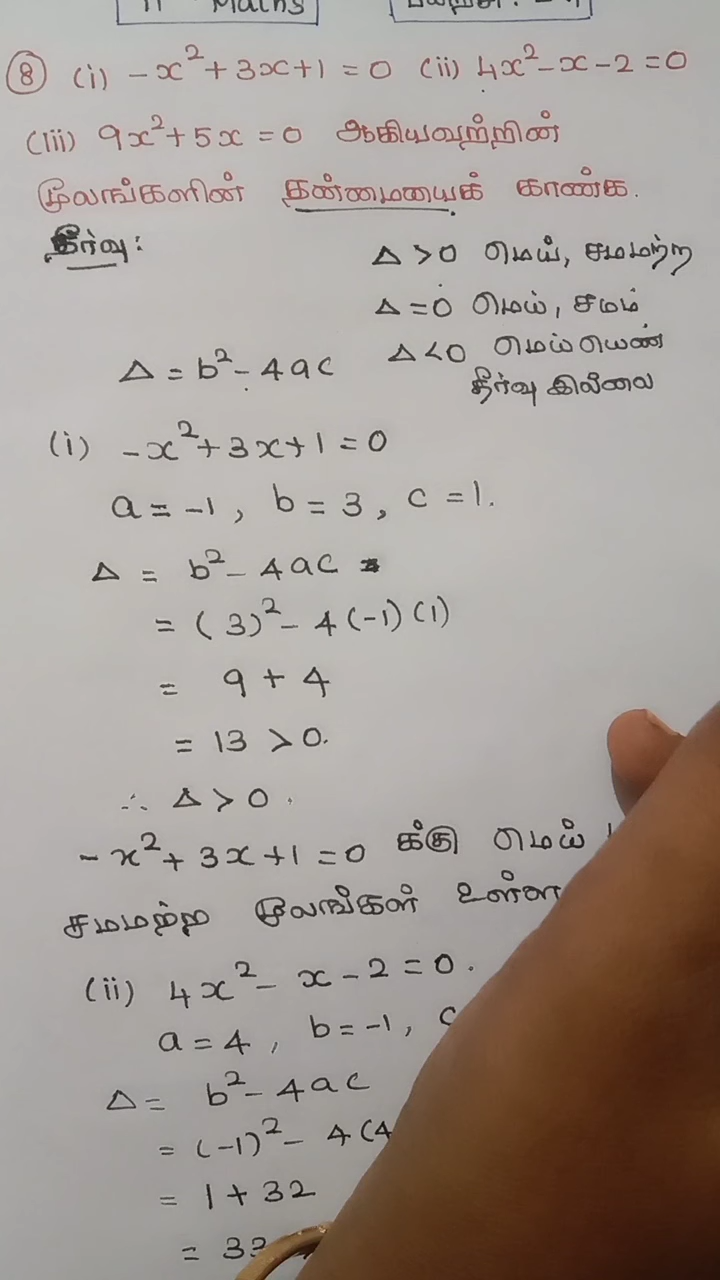 11 Maths
⑧ (i) -x²+3x+1=0 (ii) 4x²-x-2=0
(iii) 9x²+5x=0 ஆகியவற்றின்
மூலங்களின் தன்மையைக் காண்க.
தீர்வு:
Δ>0 மெய், சமமற்ற
Δ=0 மெய், சமம்
Δ<0 மெய்யெண்
தீர்வு இல்லை
Δ = b²-4ac
(i) -x²+3x+1=0
a=-1, b=3, c=1.
Δ = b²-4ac
= (3)²-4(-1)(1)
= 9+4
= 13 >0.
∴ Δ>0.
-x²+3x+1=0 க்கு மெய்
சமமற்ற மூலங்கள் உள்ள
(ii) 4x²-x-2=0.
a=4, b=-1, c
Δ= b²-4ac
= (-1)²-4(4
= 1+32
= 33